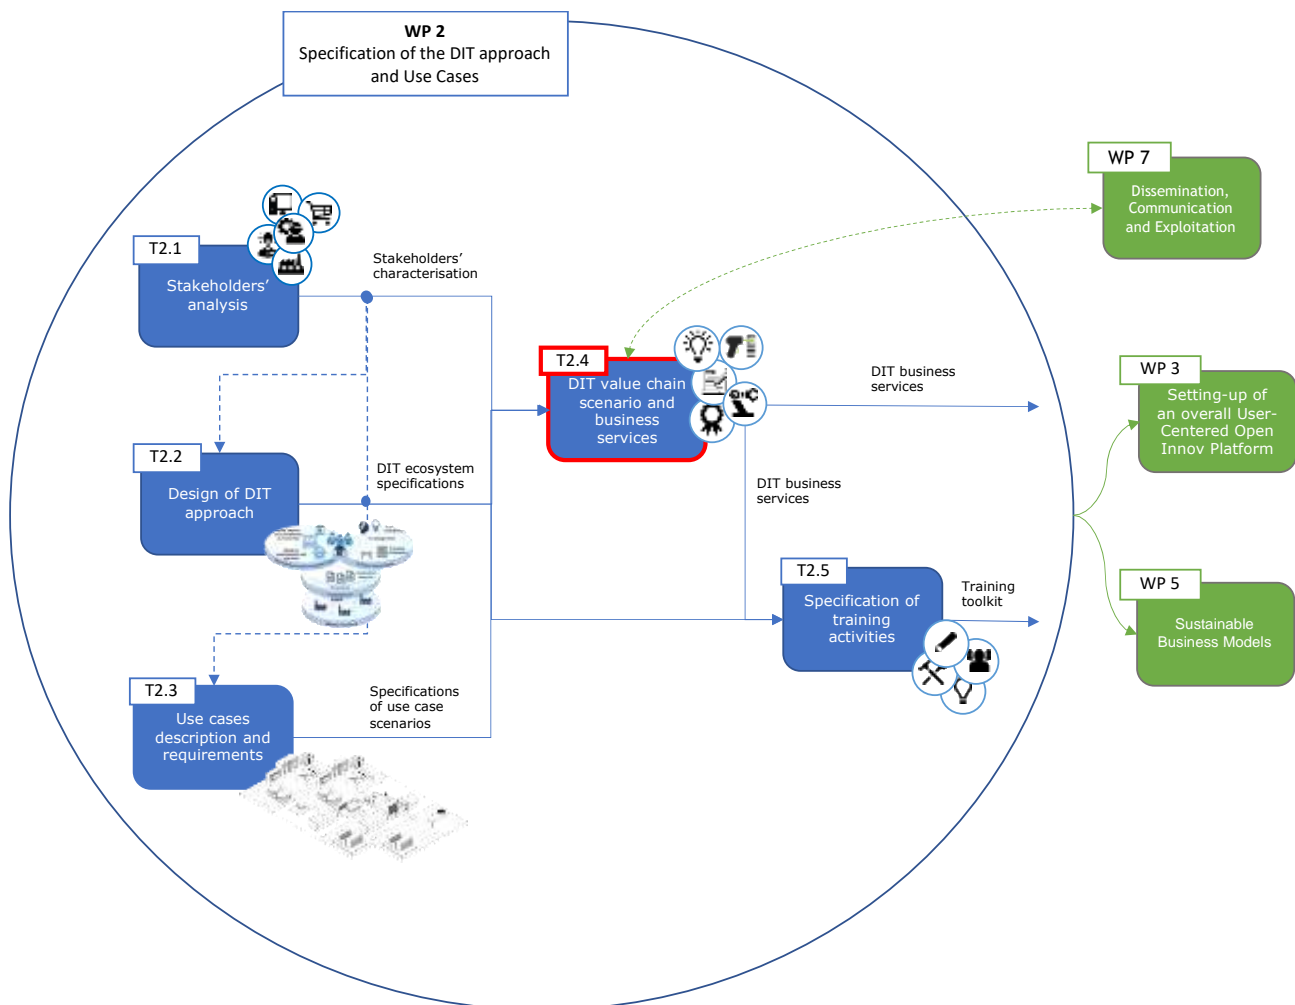 WP 2
Specification of the DIT approach
and Use Cases
WP 7
Dissemination,
Communication
and Exploitation
T2.1
Stakeholders'
analysis
Stakeholders'
characterisation
T2.4
DIT value chain
scenario and
business
services
DIT business
services
WP 3
Setting-up of
an overall User-
Centered Open
Innov Platform
T2.2
Design of DIT
approach
DIT ecosystem
specifications
DIT business
services
T2.5
Specification of
training
activities
Training
toolkit
WP 5
Sustainable
Business Models
T2.3
Use cases
description and
requirements
Specifications
of use case
scenarios